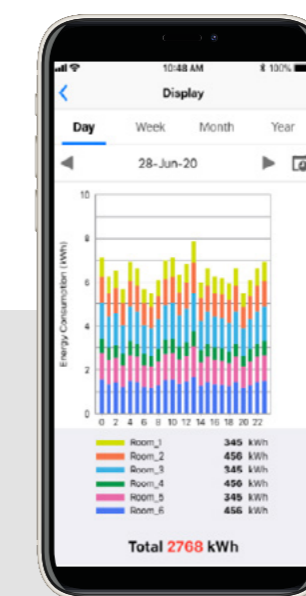 10:48 AM 100%
Display
Day Week Month Year
28-Jun-20
Energy Consumption (kWh)
10
8
6
4
2
0
0 2 4 6 8 10 12 14 16 18 20 22
Room_1 345 kWh
Room_2 456 kWh
Room_3 345 kWh
Room_4 456 kWh
Room_5 345 kWh
Room_6 456 kWh
Total 2768 kWh